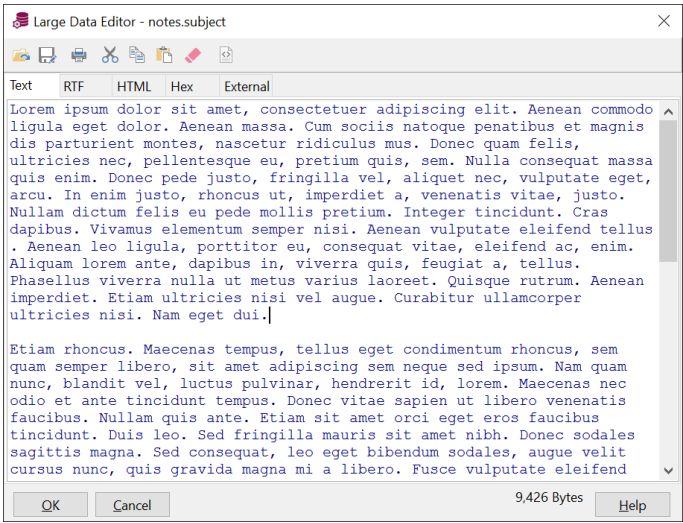 Large Data Editor - notes.subject
Text RTF HTML Hex External
Lorem ipsum dolor sit amet, consectetuer adipiscing elit. Aenean commodo
ligula eget dolor. Aenean massa. Cum sociis natoque penatibus et magnis
dis parturient montes, nascetur ridiculus mus. Donec quam felis,
ultricies nec, pellentesque eu, pretium quis, sem. Nulla consequat massa
quis enim. Donec pede justo, fringilla vel, aliquet nec, vulputate eget,
arcu. In enim justo, rhoncus ut, imperdiet a, venenatis vitae, justo.
Nullam dictum felis eu pede mollis pretium. Integer tincidunt. Cras
dapibus. Vivamus elementum semper nisi. Aenean vulputate eleifend tellus
. Aenean leo ligula, porttitor eu, consequat vitae, eleifend ac, enim.
Aliquam lorem ante, dapibus in, viverra quis, feugiat a, tellus.
Phasellus viverra nulla ut metus varius laoreet. Quisque rutrum. Aenean
imperdiet. Etiam ultricies nisi vel augue. Curabitur ullamcorper
ultricies nisi. Nam eget dui.
Etiam rhoncus. Maecenas tempus, tellus eget condimentum rhoncus, sem
quam semper libero, sit amet adipiscing sem neque sed ipsum. Nam quam
nunc, blandit vel, luctus pulvinar, hendrerit id, lorem. Maecenas nec
odio et ante tincidunt tempus. Donec vitae sapien ut libero venenatis
faucibus. Nullam quis ante. Etiam sit amet orci eget eros faucibus
tincidunt. Duis leo. Sed fringilla mauris sit amet nibh. Donec sodales
sagittis magna. Sed consequat, leo eget bibendum sodales, augue velit
cursus nunc, quis gravida magna mi a libero. Fusce vulputate eleifend
OK Cancel 9,426 Bytes Help